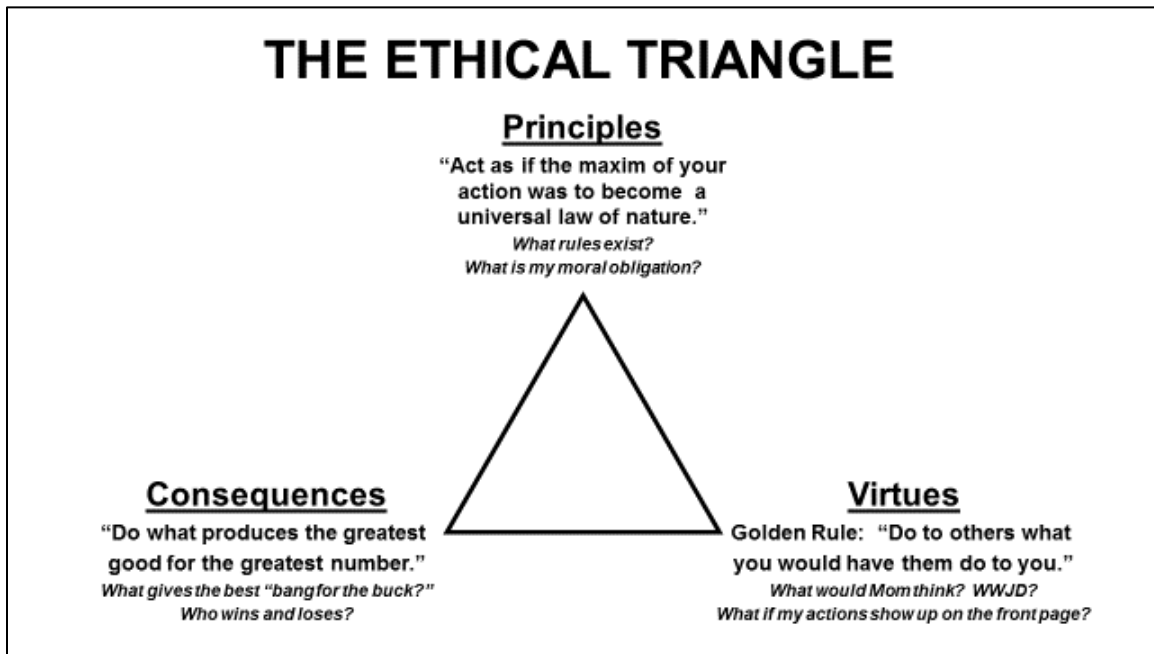 THE ETHICAL TRIANGLE
Principles
“Act as if the maxim of your
action was to become a
universal law of nature.”
What rules exist?
What is my moral obligation?
Consequences
“Do what produces the greatest
good for the greatest number.”
What gives the best “bang for the buck?”
Who wins and loses?
Virtues
Golden Rule: “Do to others what
you would have them do to you.”
What would Mom think? WWJD?
What if my actions show up on the front page?